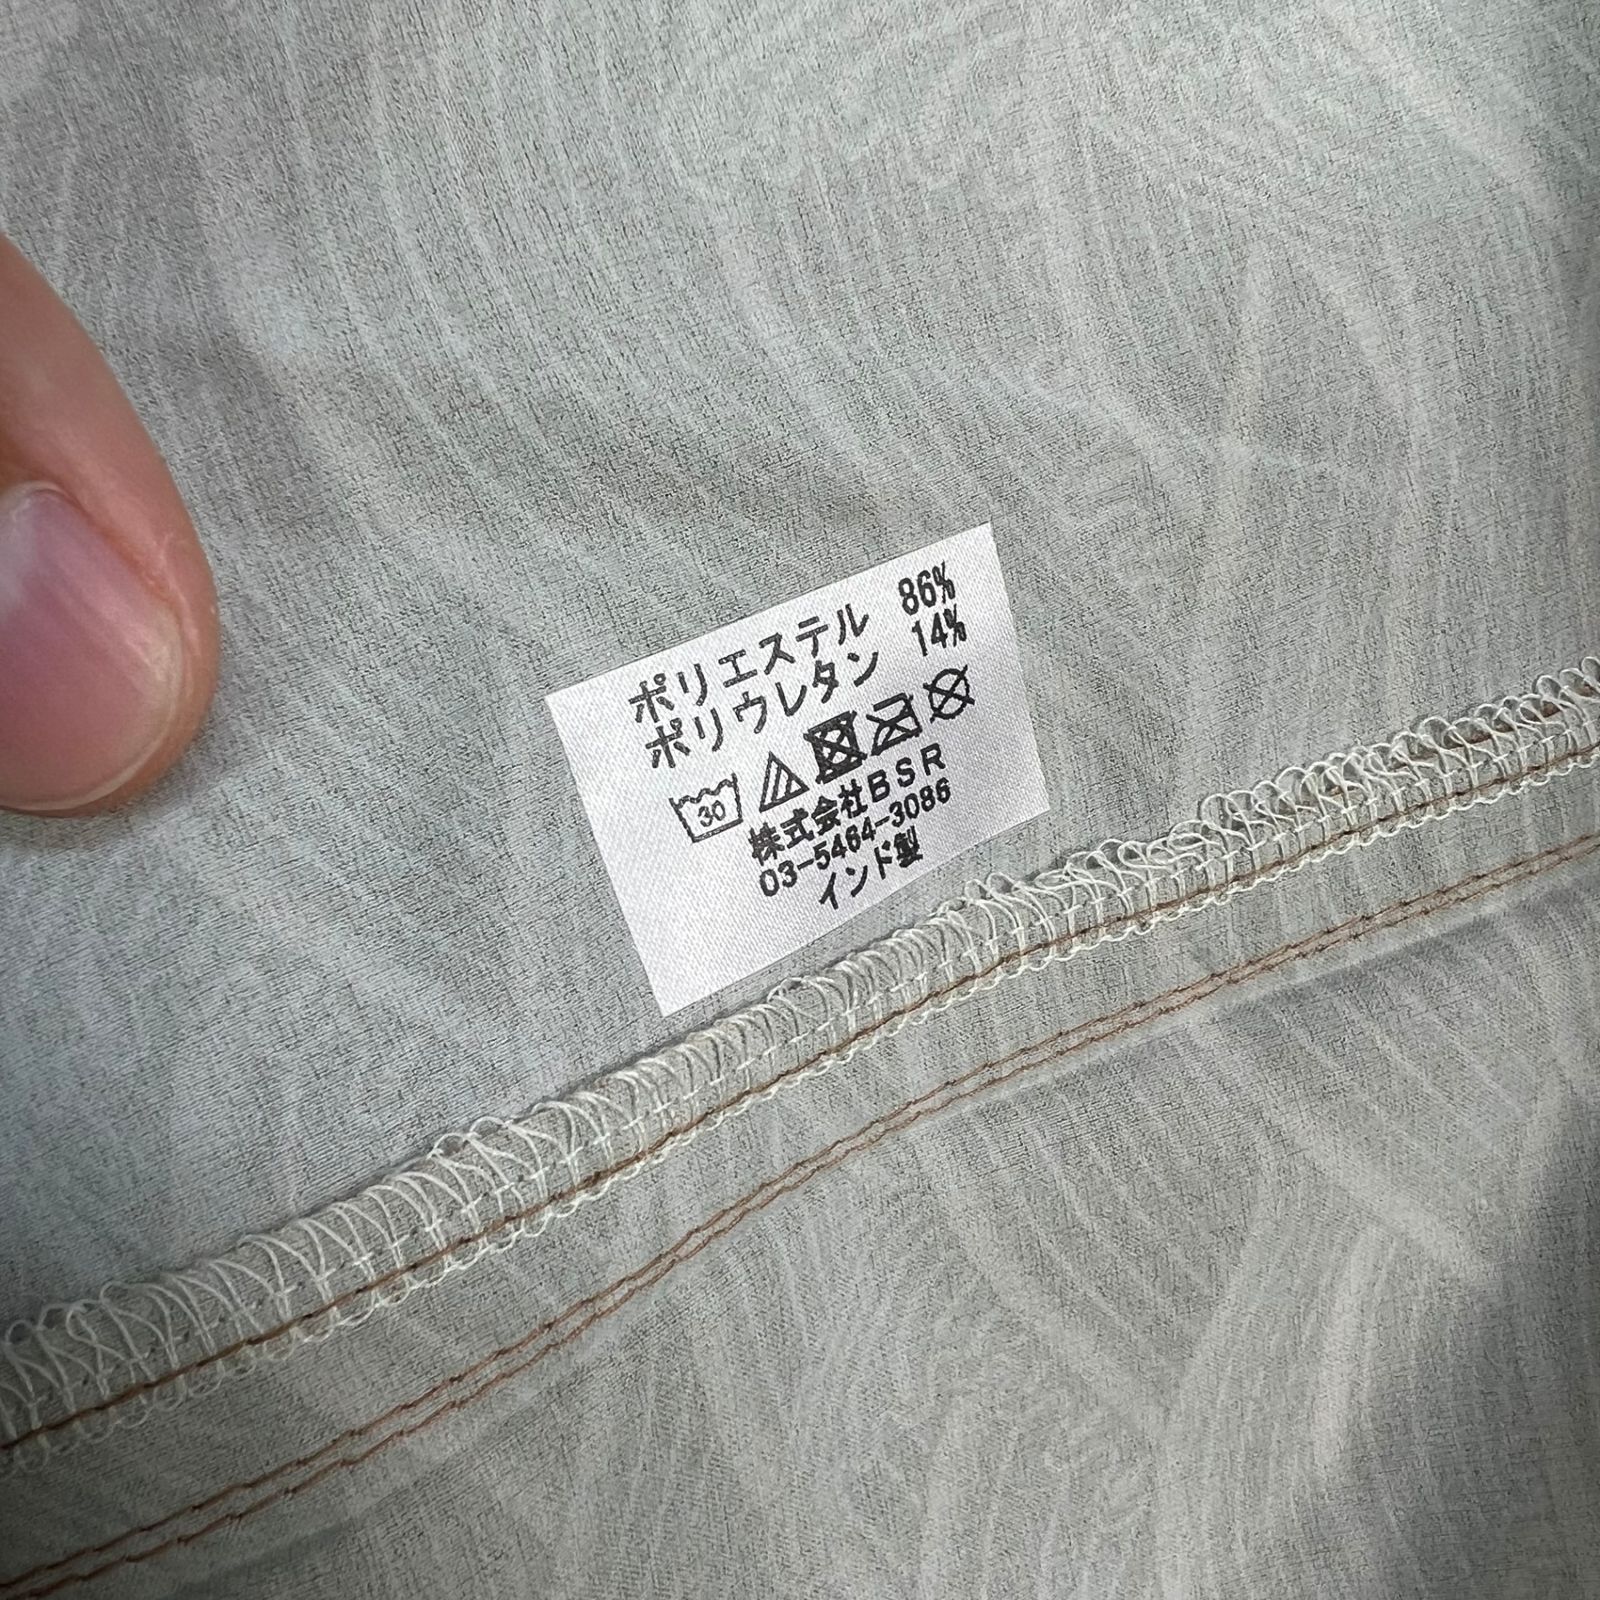 ポリエステル 86%
ポリウレタン 14%
30
株式会社BSR
03-5464-3086
インド製